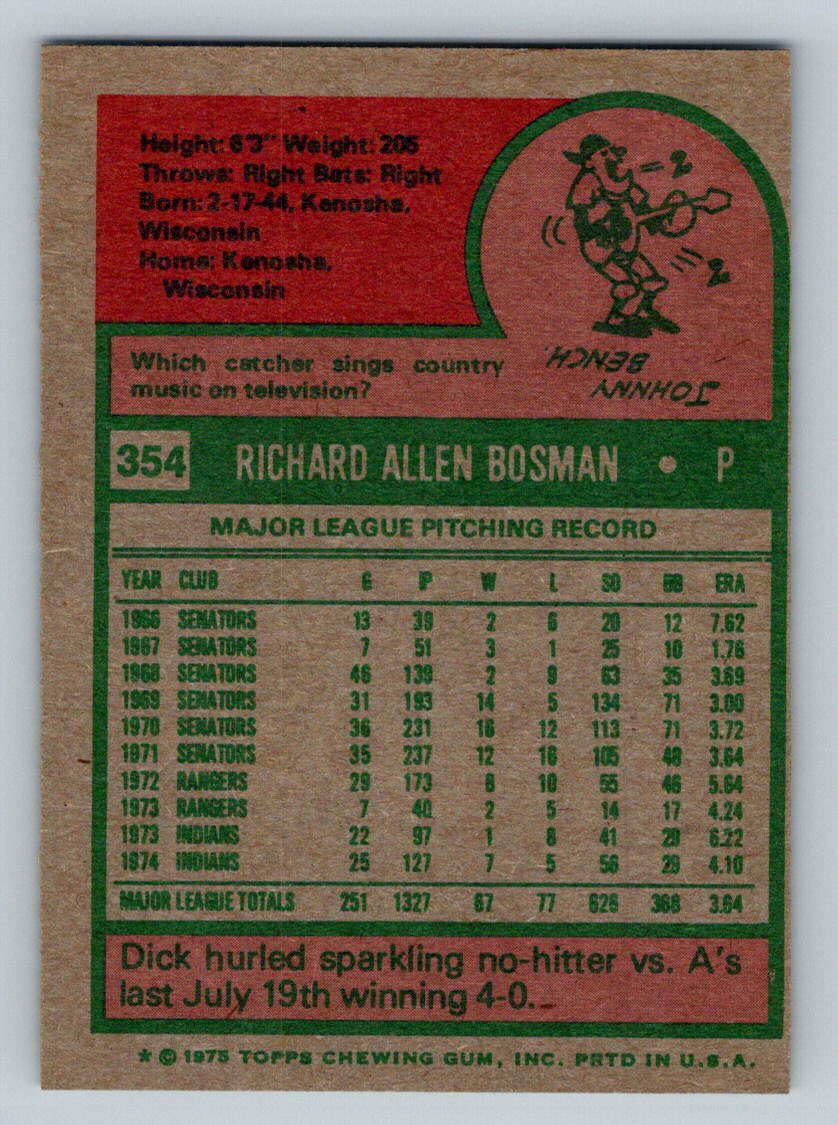 Height: 6'3" Weight: 205
Throws: Right Bats: Right
Born: 2-17-44, Kenosha,
Wisconsin
Home: Kenosha,
Wisconsin
Which catcher sings country
music on television?
JOHNNY
BENCH.
354 RICHARD ALLEN BOSMAN • P
MAJOR LEAGUE PITCHING RECORD
YEAR CLUB G IP W L SO BB ERA
1966 SENATORS 13 39 2 6 20 12 7.62
1967 SENATORS 7 51 3 1 25 10 1.76
1968 SENATORS 46 139 2 9 63 35 3.69
1969 SENATORS 31 193 14 5 134 71 3.00
1970 SENATORS 36 231 16 12 113 71 3.72
1971 SENATORS 35 237 12 16 105 48 3.64
1972 RANGERS 29 173 8 10 55 46 5.64
1973 RANGERS 7 40 2 5 14 17 4.24
1973 INDIANS 22 97 1 8 41 29 6.22
1974 INDIANS 25 127 7 5 56 29 4.10
MAJOR LEAGUE TOTALS 251 1327 67 77 626 368 3.64
Dick hurled sparkling no-hitter vs. A's
last July 19th winning 4-0.
* © 1975 TOPPS CHEWING GUM, INC. PRTD IN U.S.A.